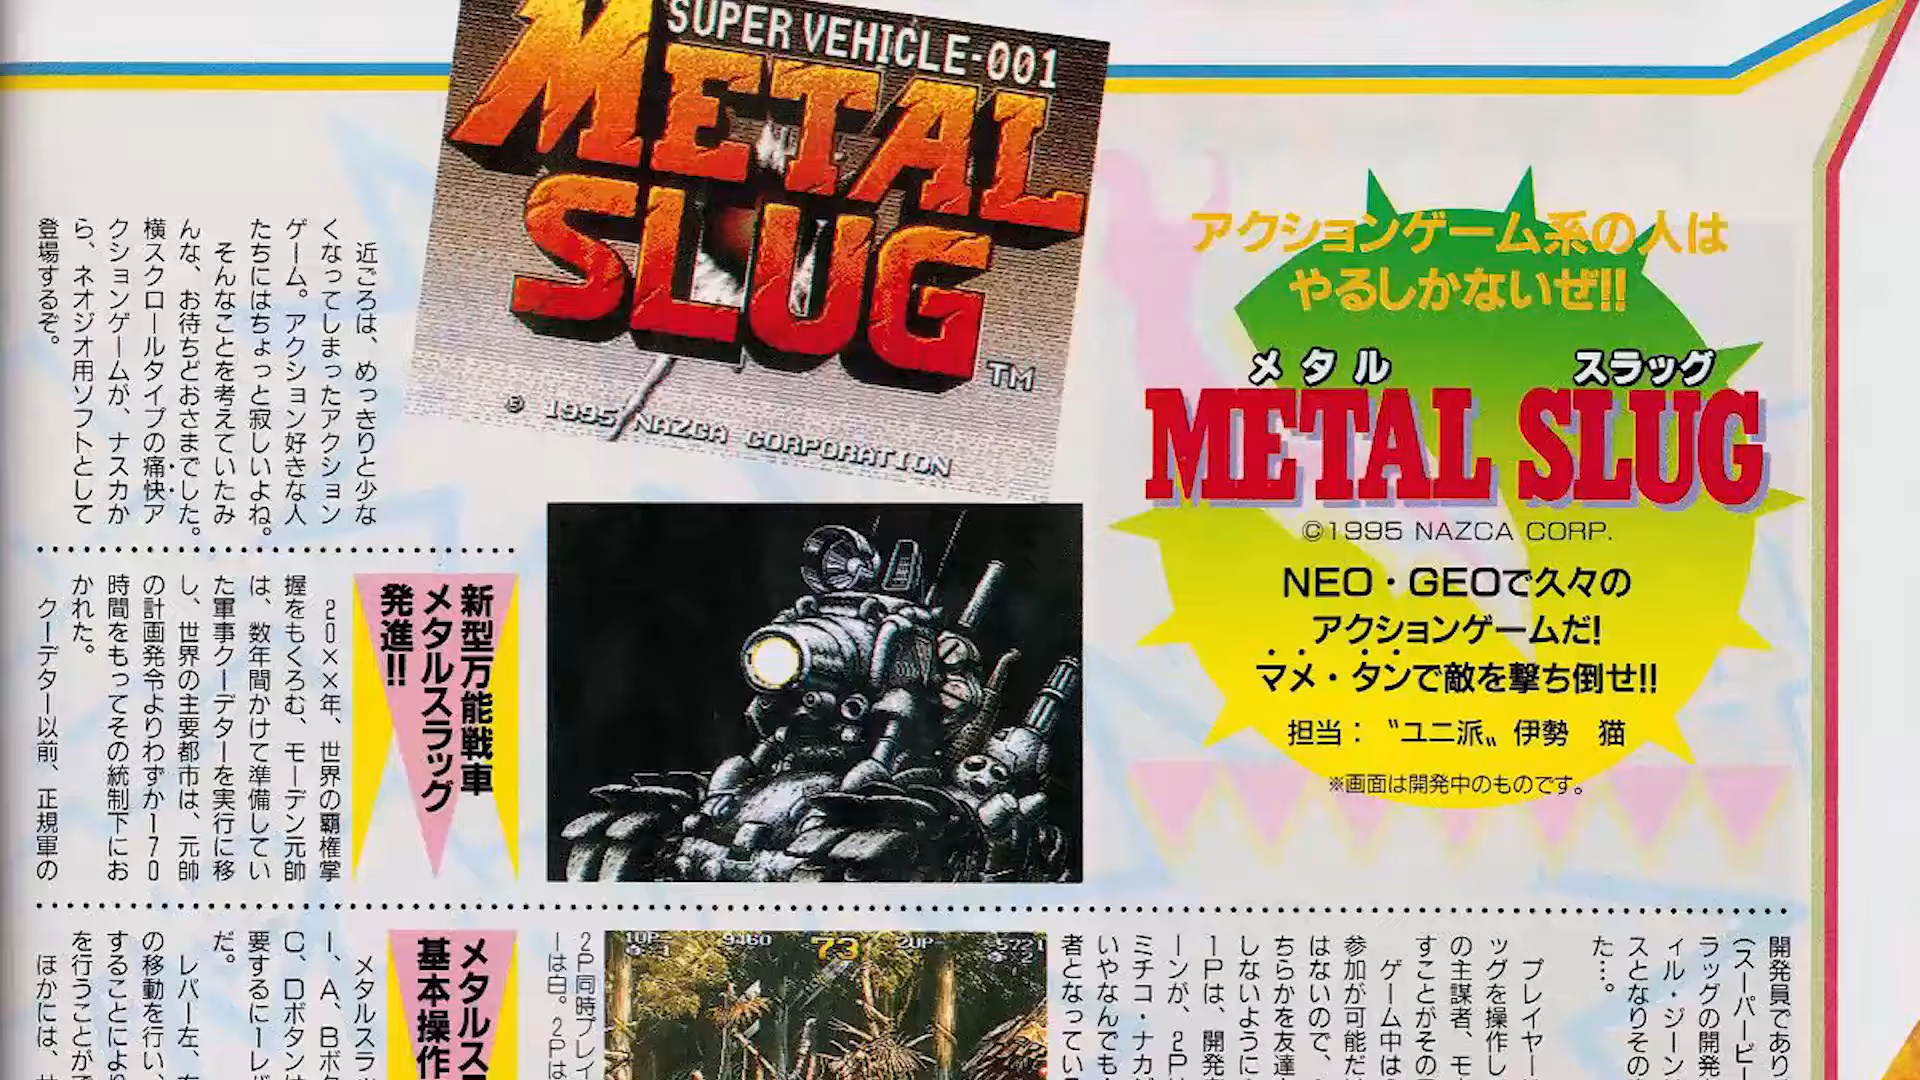 SUPER VEHICLE-001
METAL
SLUG
TM
© 1995 NAZCA CORPORATION
アクションゲーム系の人は
やるしかないぜ!!
メタル スラッグ
METAL SLUG
©1995 NAZCA CORP.
NEO・GEOで久々の
アクションゲームだ!
マメ・タンで敵を撃ち倒せ!!
担当：〝ユニ派〟伊勢 猫
※画面は開発中のものです。
近ごろは、めっきりと少な
くなってしまったアクション
ゲーム。アクション好きな人
たちにはちょっと寂しいよね。
そんなことを考えていたみ
んな、お待ちどおさまでした。
横スクロールタイプの痛快ア
クションゲームが、ナスカか
ら、ネオジオ用ソフトとして
登場するぞ。
新型万能戦車
メタルスラッグ
発進!!
20××年、世界の覇権掌
握をもくろむ、モーデン元帥
は、数年間かけて準備してい
た軍事クーデターを実行に移
し、世界の主要都市は、元帥
の計画発令よりわずか170
時間をもってその統制下にお
かれた。
クーデター以前、正規軍の
開発員であり
(スーパービー
ラッグの開発
ィル・ジーン
スとなりその
た…。
プレイヤー
ッグを操作し
の主謀者、モ
すことがその
ゲーム中は
参加が可能だ
はないので、
ちらかを友達
しないように
1Pは、開発
ーンが、2P
ミチコ・ナカ
いやなんでも
者となってい
1UP
9460
73
2UP
5721
2P同時プレイ
ーは白。2Pは
メタルス
基本操作
メタルスラ
ー、A、Bボタ
C、Dボタンは
要するに1レバ
だ。
レバー左、右
の移動を行い、
することにより
を行うことがで
ほかには、サ